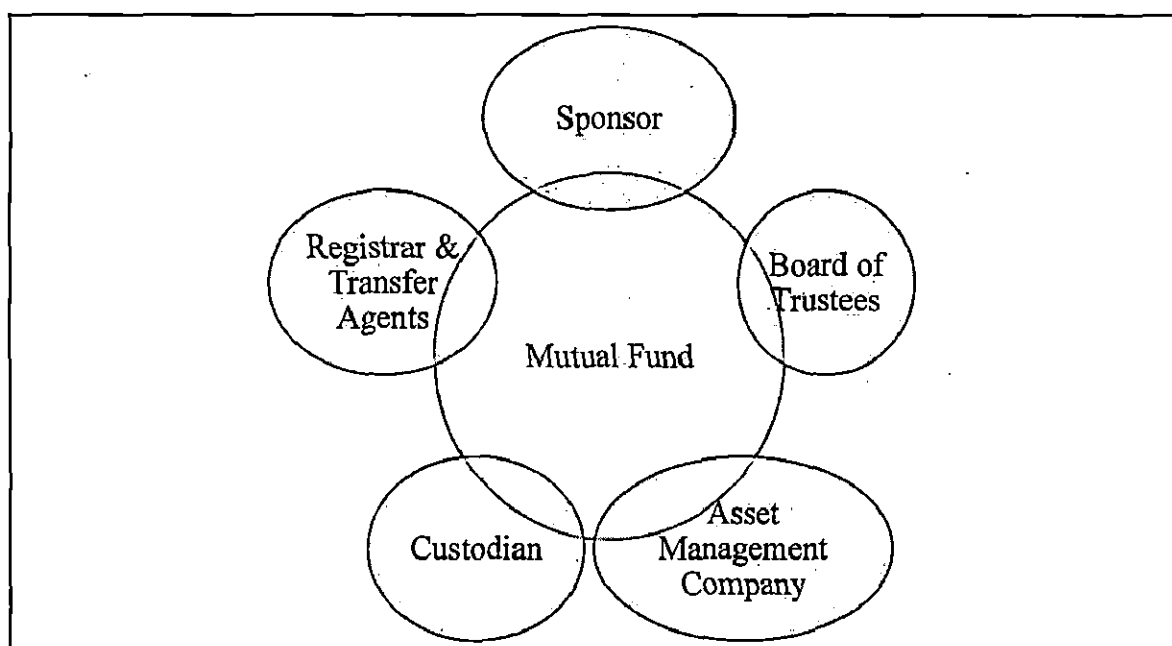 Sponsor
Registrar &
Transfer
Agents
Board of
Trustees
Mutual Fund
Custodian
Asset
Management
Company